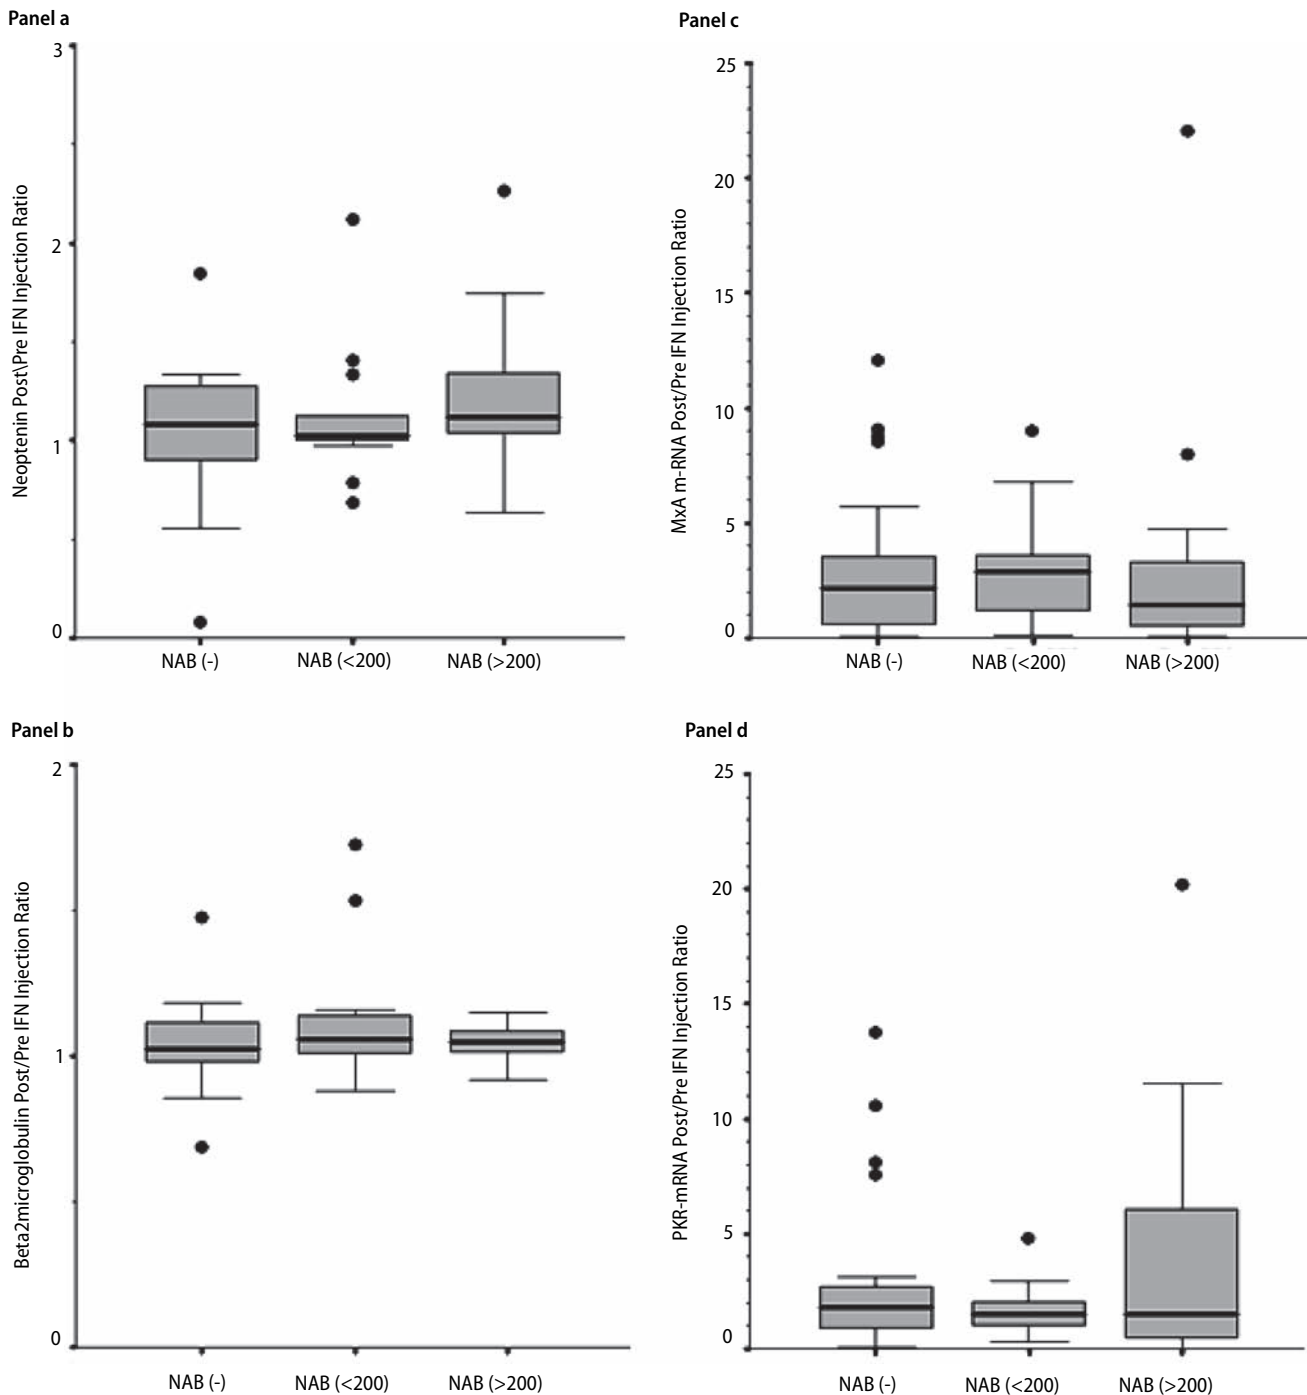 Panel a
3
2
1
0
Neoptenin Post\Pre IFN Injection Ratio
NAB (-) NAB (<200) NAB (>200)
Panel c
25
20
15
10
5
0
MxA m-RNA Post/Pre IFN Injection Ratio
NAB (-) NAB (<200) NAB (>200)
Panel b
2
1
0
Beta2microglobulin Post/Pre IFN Injection Ratio
NAB (-) NAB (<200) NAB (>200)
Panel d
25
20
15
10
5
0
PKR-mRNA Post/Pre IFN Injection Ratio
NAB (-) NAB (<200) NAB (>200)